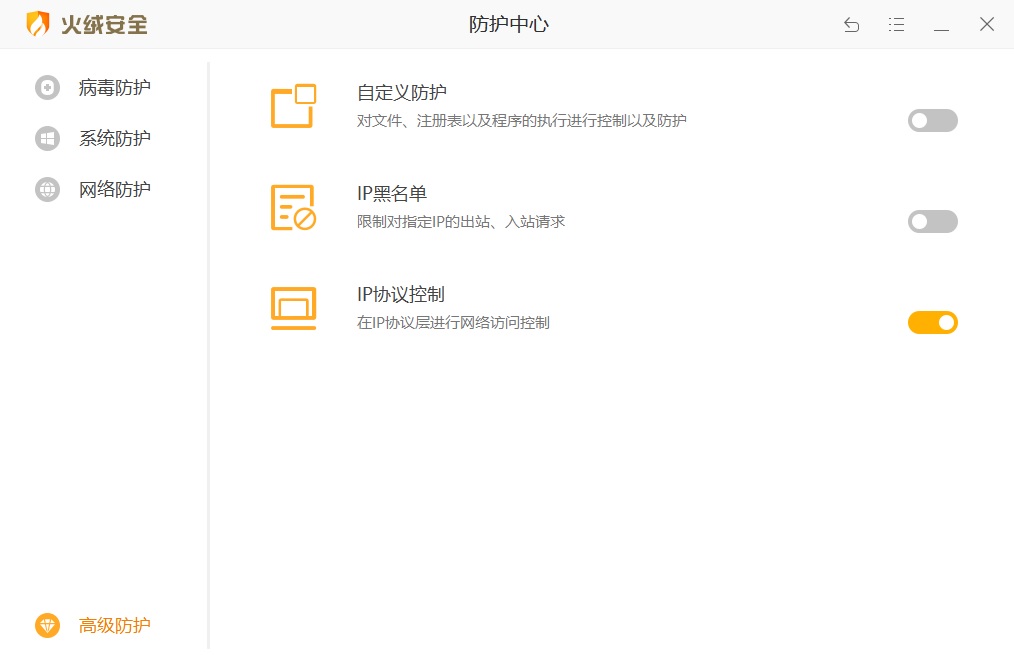 火绒安全
防护中心
病毒防护
系统防护
网络防护
高级防护
自定义防护
对文件、注册表以及程序的执行进行控制以及防护
IP黑名单
限制对指定IP的出站、入站请求
IP协议控制
在IP协议层进行网络访问控制